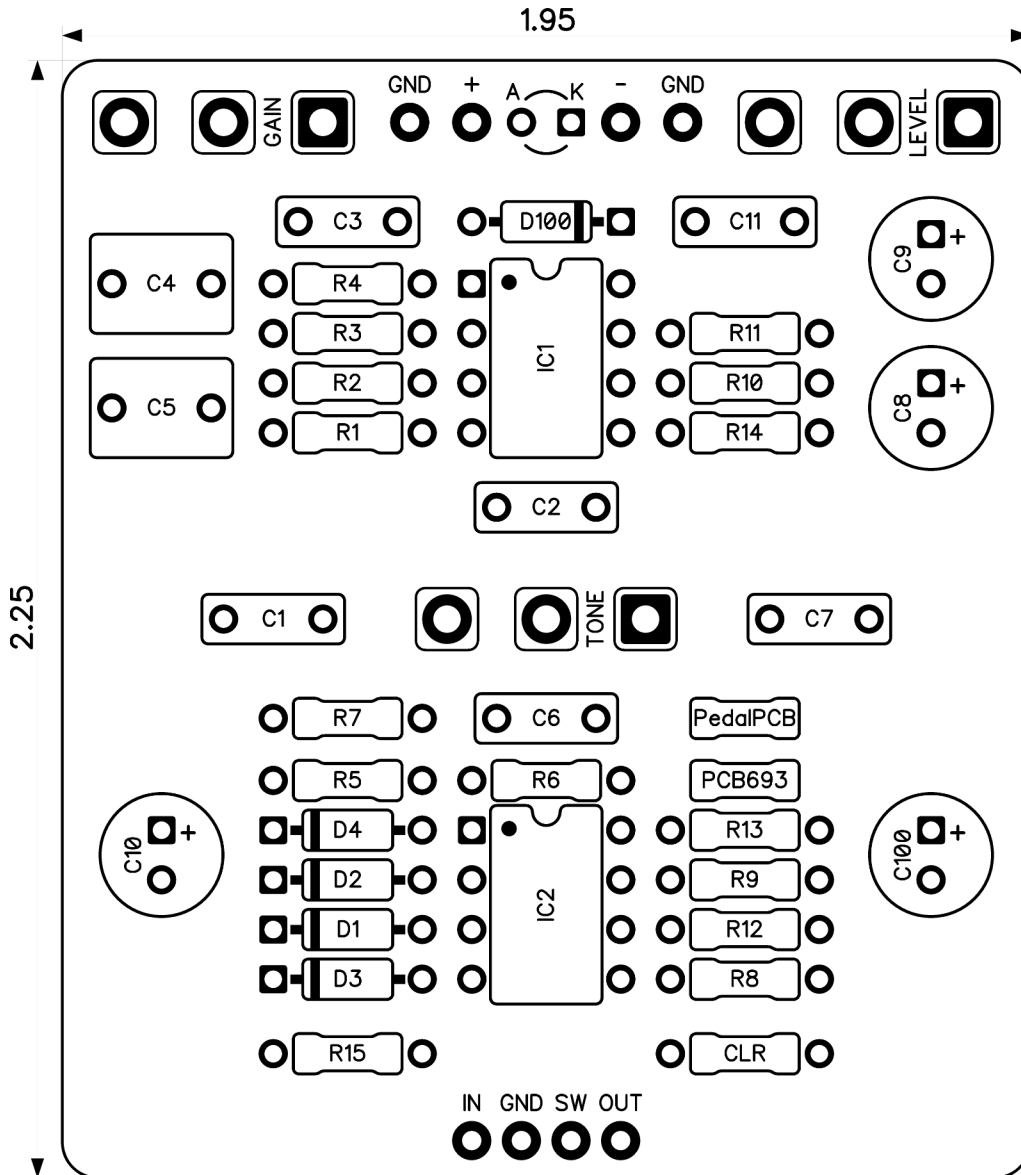 1.95
GND + A K - GND
GAIN
LEVEL
C3 D100 C11
C9 +
C4 R4
R3 IC1 R11
C5 R2 R10 C8 +
R1 R14
C2
2.25
C1 TONE C7
R7 C6 PedalPCB
R5 R6 PCB693
C10 + D4 R13 C100 +
D2 IC2 R9
D1 R12
D3 R8
R15 CLR
IN GND SW OUT